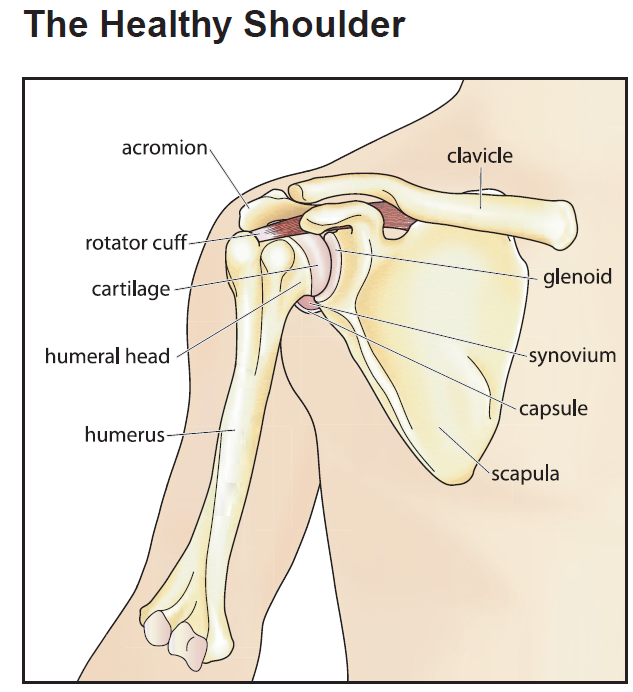 The Healthy Shoulder
acromion
clavicle
rotator cuff
glenoid
cartilage
humeral head
synovium
capsule
humerus
scapula